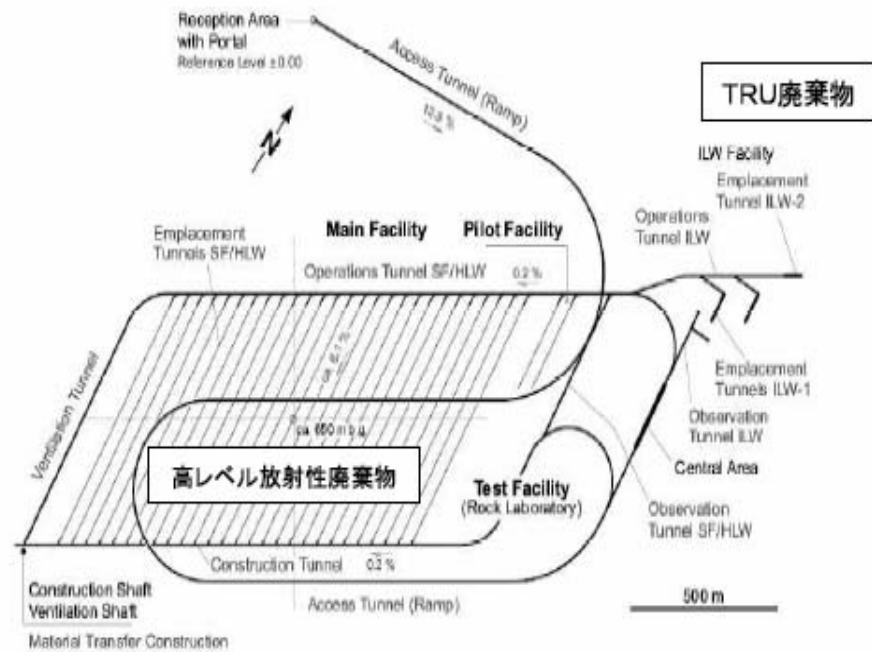 Reception Area
with Portal
Reference Level ±0.00
Access Tunnel (Ramp)
N
TRU廃棄物
ILW Facility
Emplacement
Tunnel ILW-2
Operations
Tunnel ILW
Emplacement
Tunnels SF/HLW
Main Facility
Pilot Facility
Operations Tunnel SF/HLW
0.2 %
Ventilation Tunnel
Emplacement
Tunnels ILW-1
Observation
Tunnel ILW
Central Area
ca. 650 m b.g.
高レベル放射性廃棄物
Test Facility
(Rock Laboratory)
Observation
Tunnel SF/HLW
Construction Tunnel
0.2 %
Construction Shaft
Ventilation Shaft
Access Tunnel (Ramp)
500 m
Material Transfer Construction